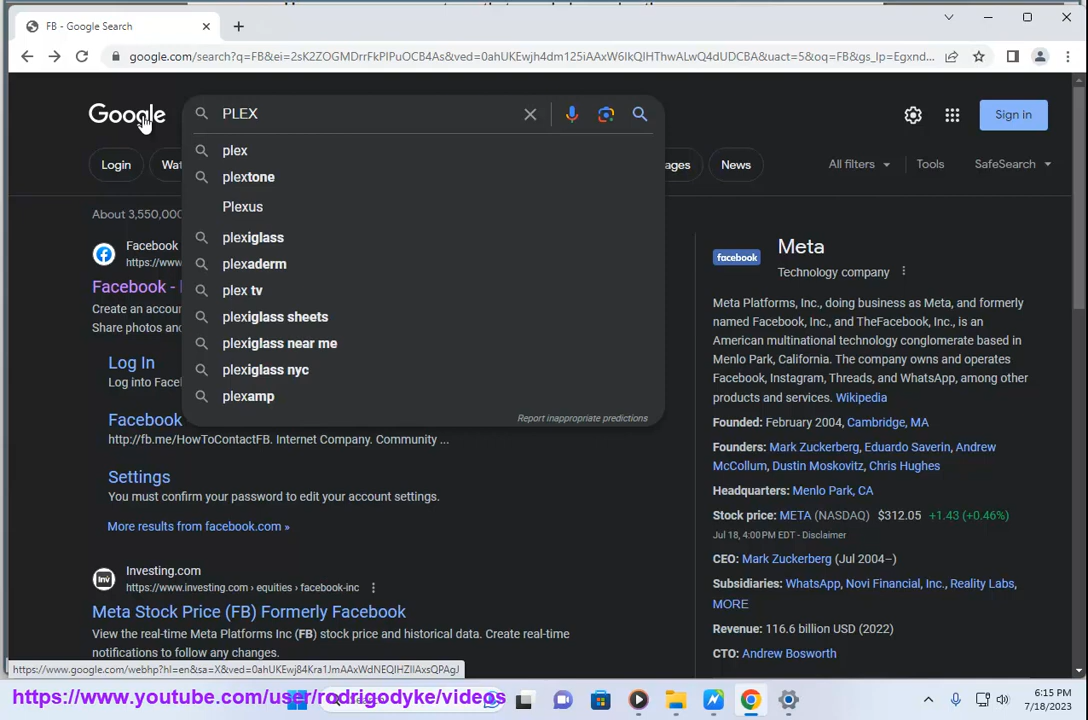 FB - Google Search
google.com/search?q=FB&ei=2sK2ZOGMDrrFkPIPuOCB4As&ved=0ahUKEwjh4dm125iAAxW6IkQIHThwALwQ4dUDCBA&uact=5&oq=FB&gs_lp=Egxnd...
Google
PLEX
Sign in
plex
Login
ages
News
All filters
Tools
SafeSearch
plextone
Plexus
About 3,550,000
plexiglass
Facebook
https://www
plexaderm
Facebook -
plex tv
Create an accou
plexiglass sheets
Share photos and
plexiglass near me
Log In
plexiglass nyc
Log into Face
plexamp
Facebook
Report inappropriate predictions
http://fb.me/HowToContactFB. Internet Company. Community ...
Settings
You must confirm your password to edit your account settings.
More results from facebook.com »
Investing.com
https://www.investing.com › equities › facebook-inc
Meta Stock Price (FB) Formerly Facebook
View the real-time Meta Platforms Inc (FB) stock price and historical data. Create real-time
notifications to follow any changes.
facebook
Meta
Technology company
Meta Platforms, Inc., doing business as Meta, and formerly
named Facebook, Inc., and TheFacebook, Inc., is an
American multinational technology conglomerate based in
Menlo Park, California. The company owns and operates
Facebook, Instagram, Threads, and WhatsApp, among other
products and services. Wikipedia
Founded: February 2004, Cambridge, MA
Founders: Mark Zuckerberg, Eduardo Saverin, Andrew
McCollum, Dustin Moskovitz, Chris Hughes
Headquarters: Menlo Park, CA
Stock price: META (NASDAQ) $312.05 +1.43 (+0.46%)
Jul 18, 4:00 PM EDT - Disclaimer
CEO: Mark Zuckerberg (Jul 2004–)
Subsidiaries: WhatsApp, Novi Financial, Inc., Reality Labs,
MORE
Revenue: 116.6 billion USD (2022)
CTO: Andrew Bosworth
https://www.youtube.com/user/rodrigodyke/videos
6:15 PM
7/18/2023